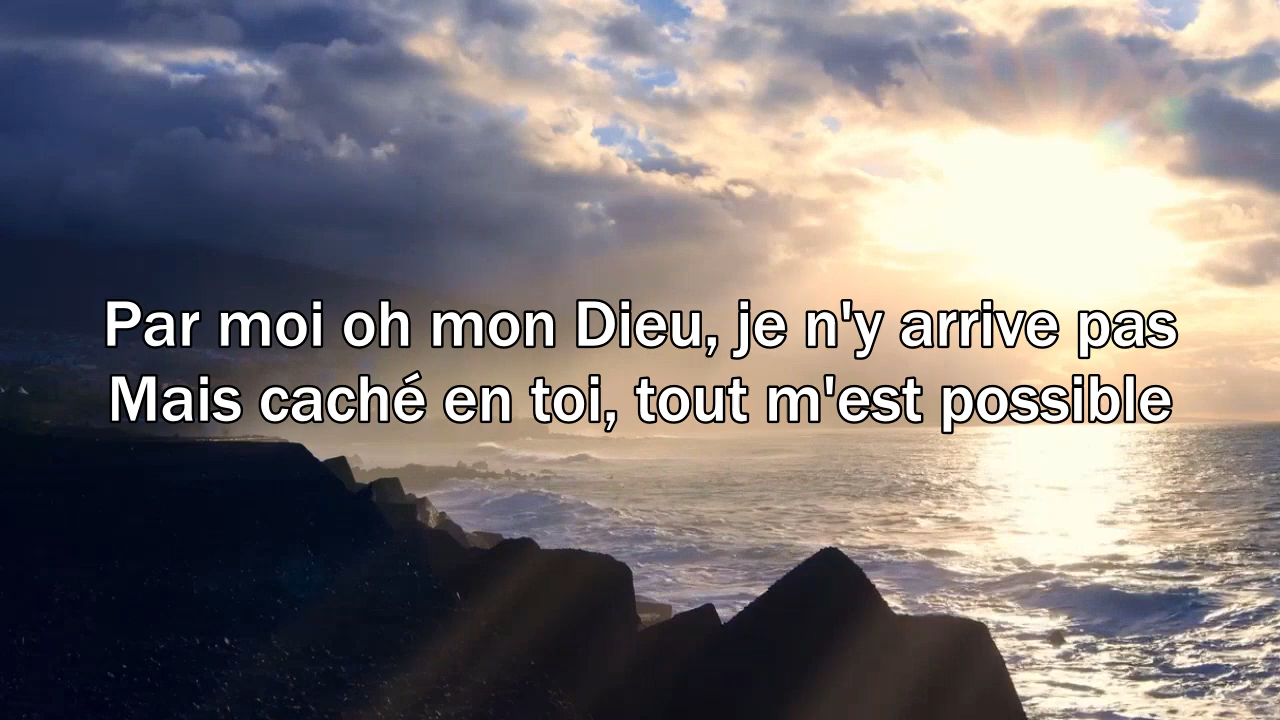 Par moi oh mon Dieu, je n'y arrive pas
Mais caché en toi, tout m'est possible